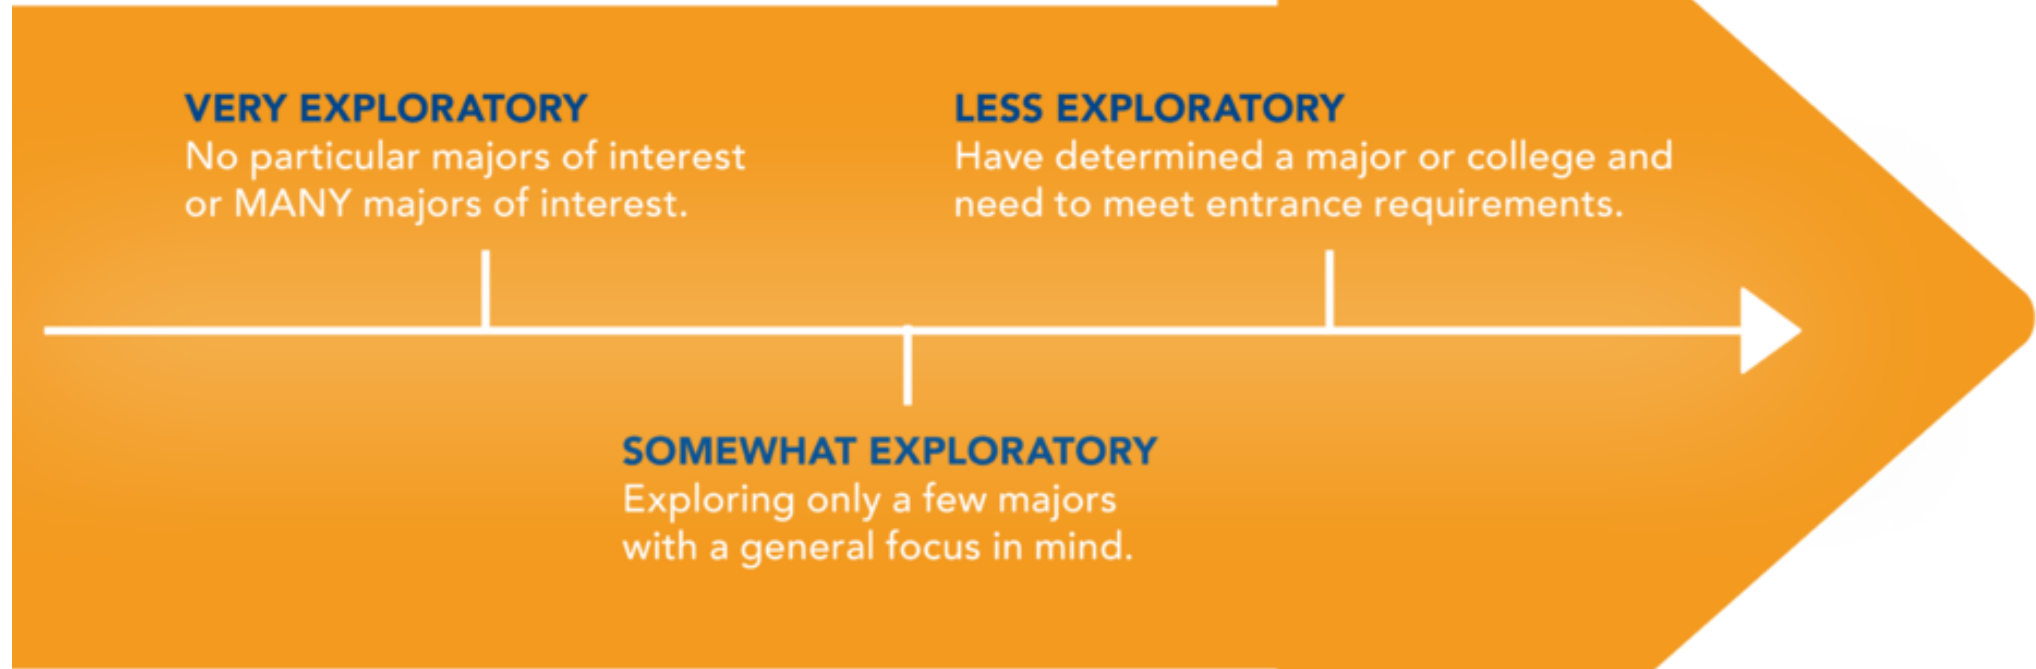 VERY EXPLORATORY
No particular majors of interest
or MANY majors of interest.
LESS EXPLORATORY
Have determined a major or college and
need to meet entrance requirements.
SOMEWHAT EXPLORATORY
Exploring only a few majors
with a general focus in mind.